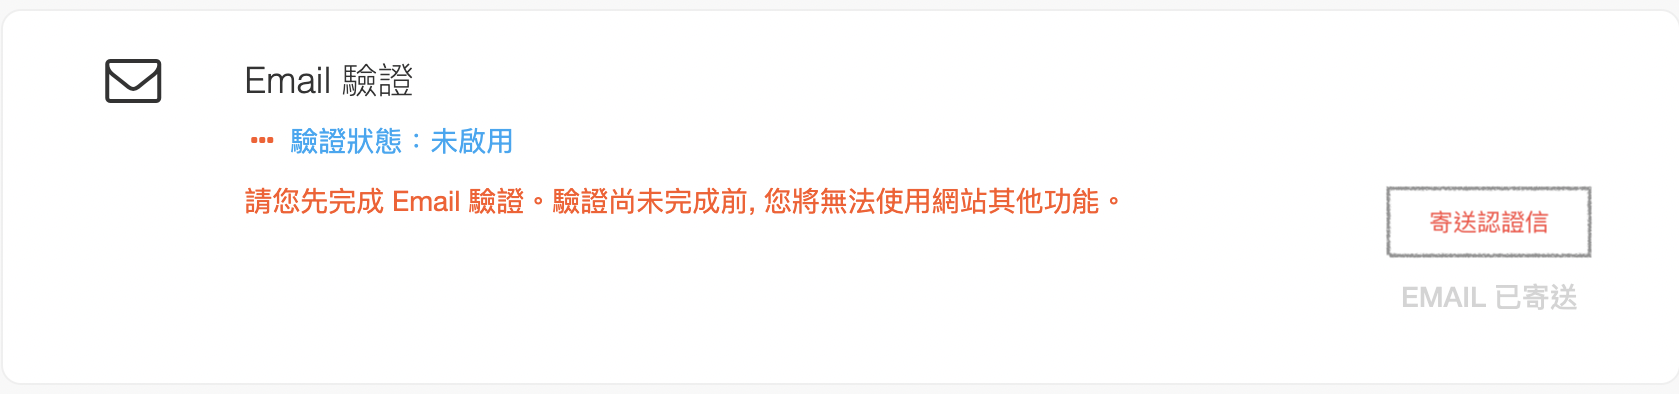 Email 驗證
驗證狀態：未啟用
請您先完成 Email 驗證。驗證尚未完成前, 您將無法使用網站其他功能。
寄送認證信
EMAIL 已寄送